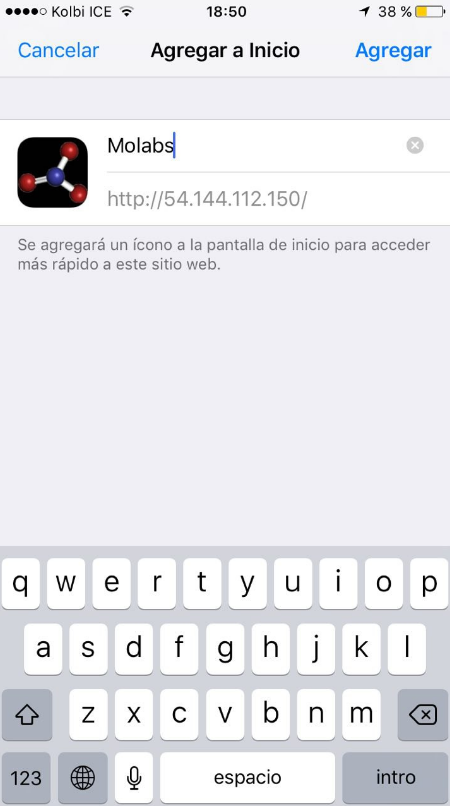 Kolbi ICE 18:50 38 %
Cancelar Agregar a Inicio Agregar
Molabs
http://54.144.112.150/
Se agregará un ícono a la pantalla de inicio para acceder
más rápido a este sitio web.
q w e r t y u i o p
a s d f g h j k l
z x c v b n m
123 espacio intro